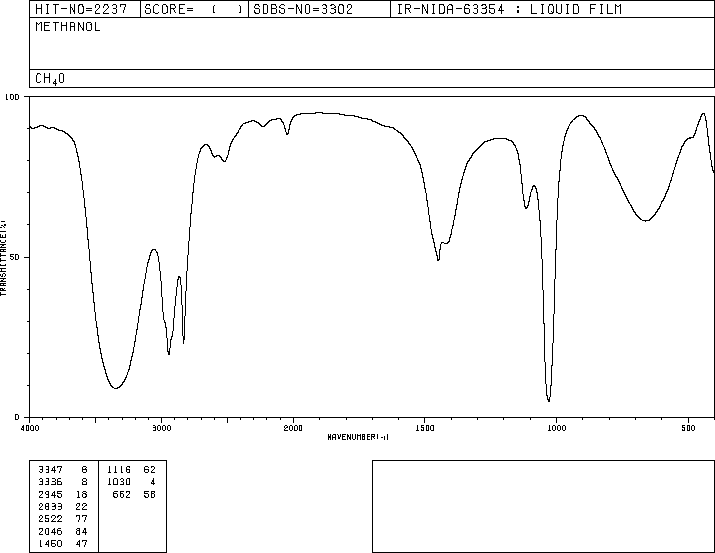 HIT-NO=2237 SCORE= ( ) SDBS-NO=3302 IR-NIDA-63354 : LIQUID FILM
METHANOL
CH4O
100
50
0
TRANSMITTANCE(%)
4000 3000 2000 1500 1000 500
WAVENUMBER(-1)
3347 8 1116 62
3336 8 1030 4
2945 18 662 58
2833 22
2522 77
2046 84
1450 47